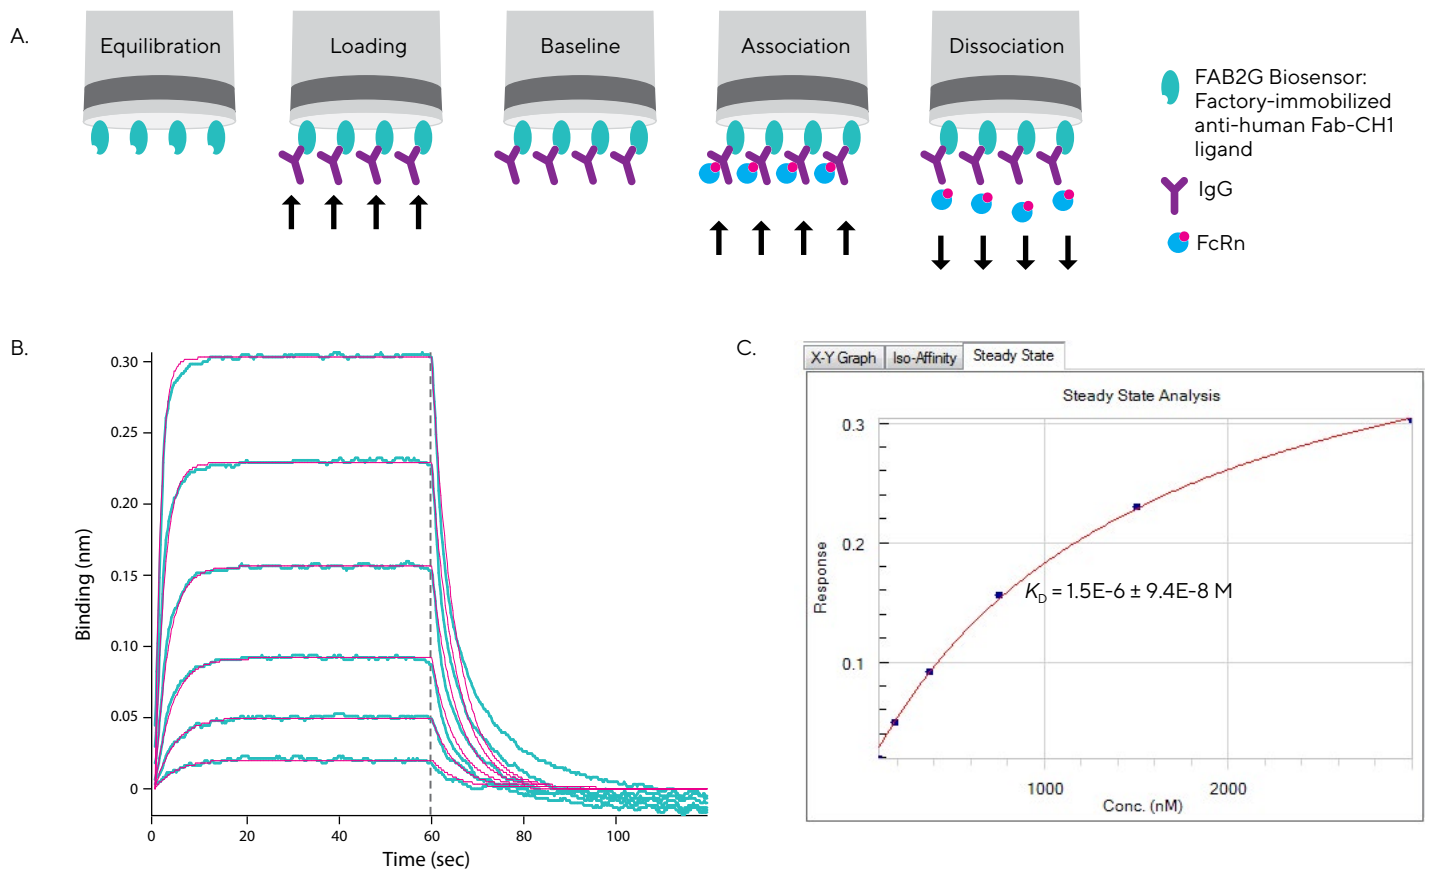 A.
Equilibration
Loading
Baseline
Association
Dissociation
FAB2G Biosensor:
Factory-immobilized
anti-human Fab-CH1
ligand
IgG
FcRn
B.
0.30
0.25
0.20
0.15
0.10
0.05
0
Binding (nm)
0
20
40
60
80
100
Time (sec)
C.
X-Y Graph
Iso-Affinity
Steady State
Steady State Analysis
0.3
0.2
0.1
Response
KD = 1.5E-6 ± 9.4E-8 M
1000
2000
Conc. (nM)